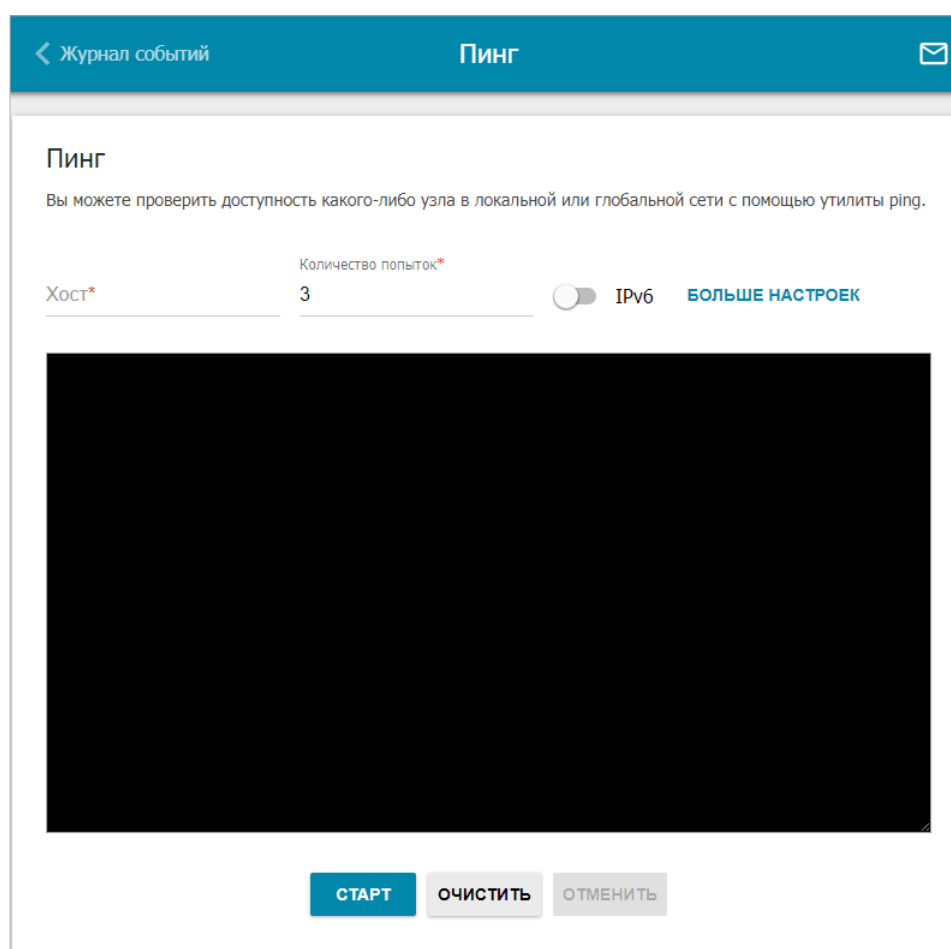 Журнал событий
Пинг
Пинг
Вы можете проверить доступность какого-либо узла в локальной или глобальной сети с помощью утилиты ping.
Количество попыток*
Хост*
3
IPv6
БОЛЬШЕ НАСТРОЕК
СТАРТ
ОЧИСТИТЬ
ОТМЕНИТЬ